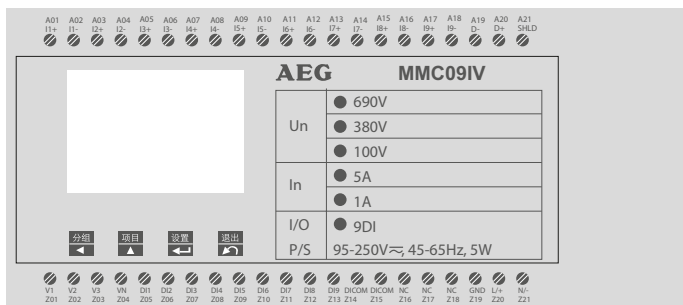 A01 A02 A03 A04 A05 A06 A07 A08 A09 A10 A11 A12 A13 A14 A15 A16 A17 A18 A19 A20 A21
I1+ I1- I2+ I2- I3+ I3- I4+ I4- I5+ I5- I6+ I6- I7+ I7- I8+ I8- I9+ I9- D- D+ SHLD
AEG MMC09IV
Un
690V
380V
100V
In
5A
1A
I/O 9DI
P/S 95-250V⎓, 45-65Hz, 5W
分组 项目 设置 退出
V1 V2 V3 VN DI1 DI2 DI3 DI4 DI5 DI6 DI7 DI8 DI9 DICOM DICOM NC NC NC GND L/+ N/-
Z01 Z02 Z03 Z04 Z05 Z06 Z07 Z08 Z09 Z10 Z11 Z12 Z13 Z14 Z15 Z16 Z17 Z18 Z19 Z20 Z21